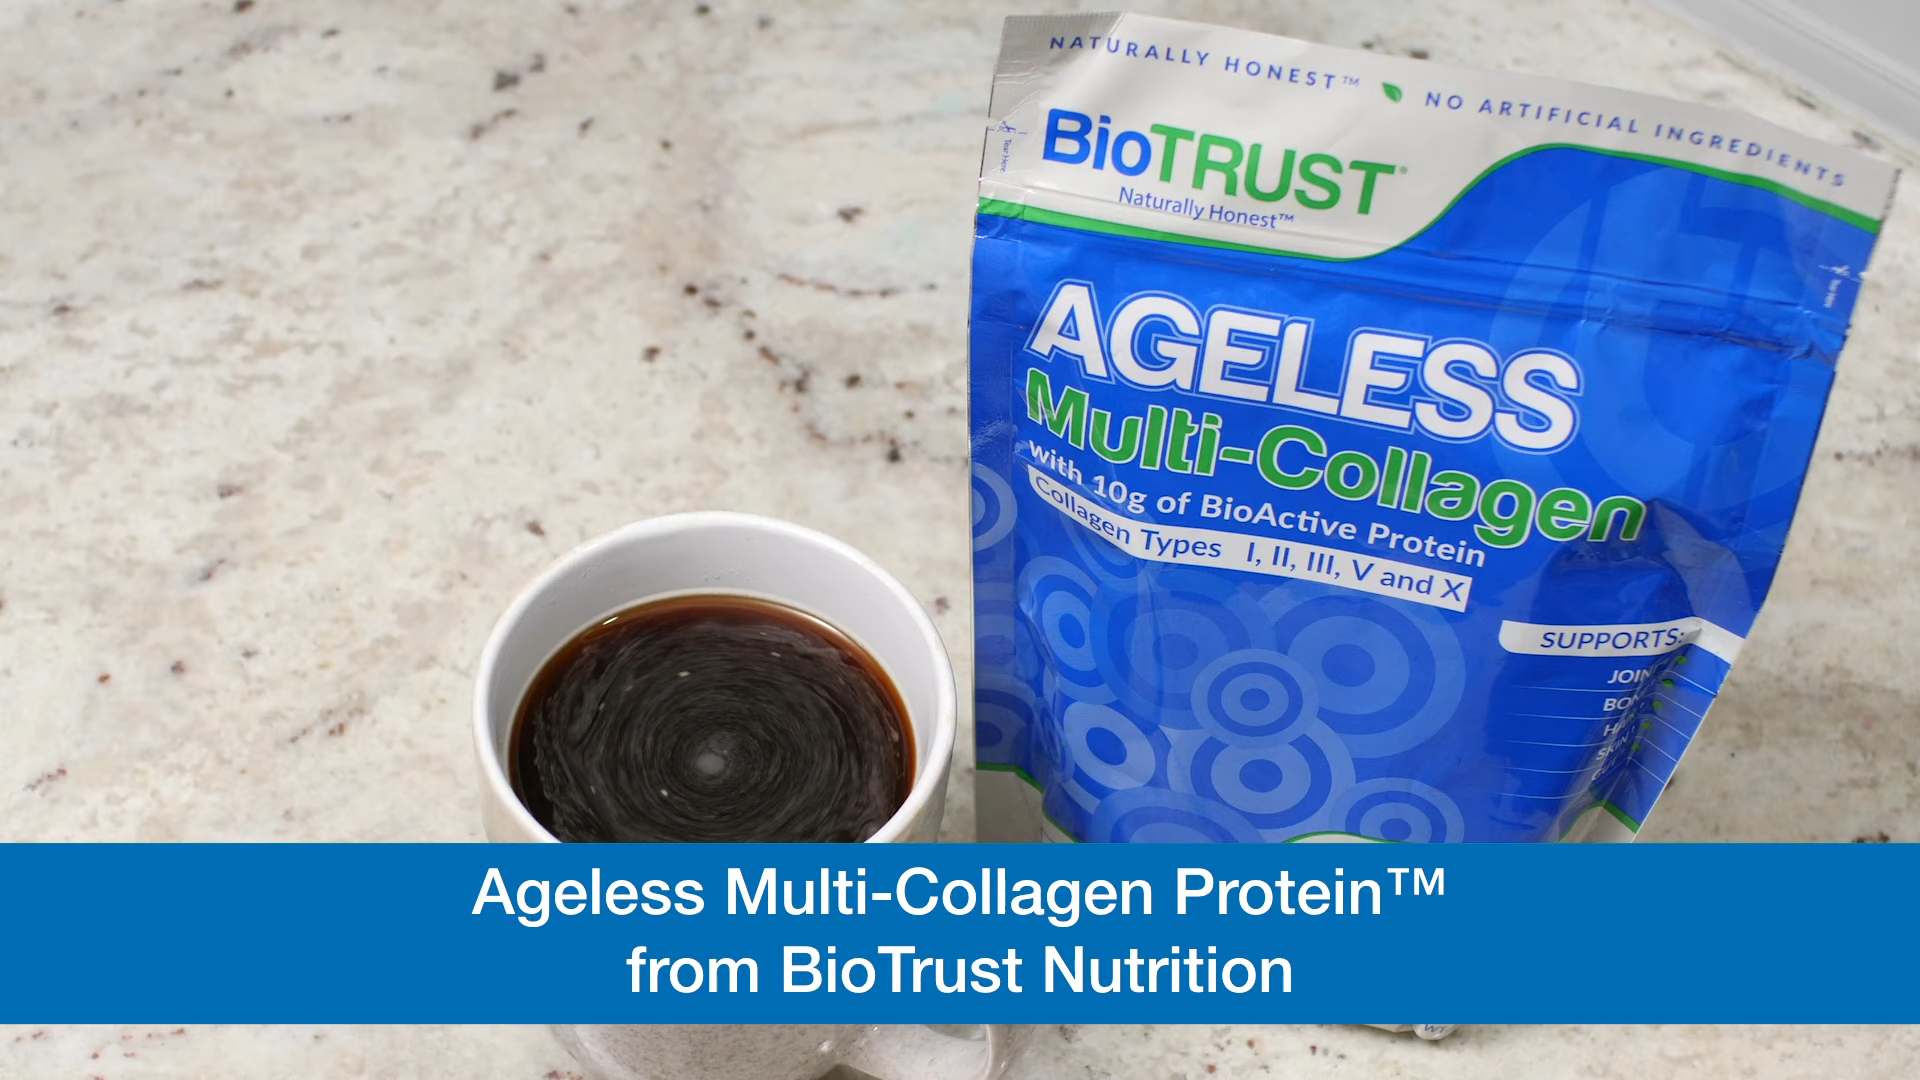 NATURALLY HONEST™ NO ARTIFICIAL INGREDIENTS
BioTRUST®
Naturally Honest™
AGELESS
Multi-Collagen
with 10g of BioActive Protein
Collagen Types I, II, III, V and X
SUPPORTS:
Ageless Multi-Collagen Protein™
from BioTrust Nutrition